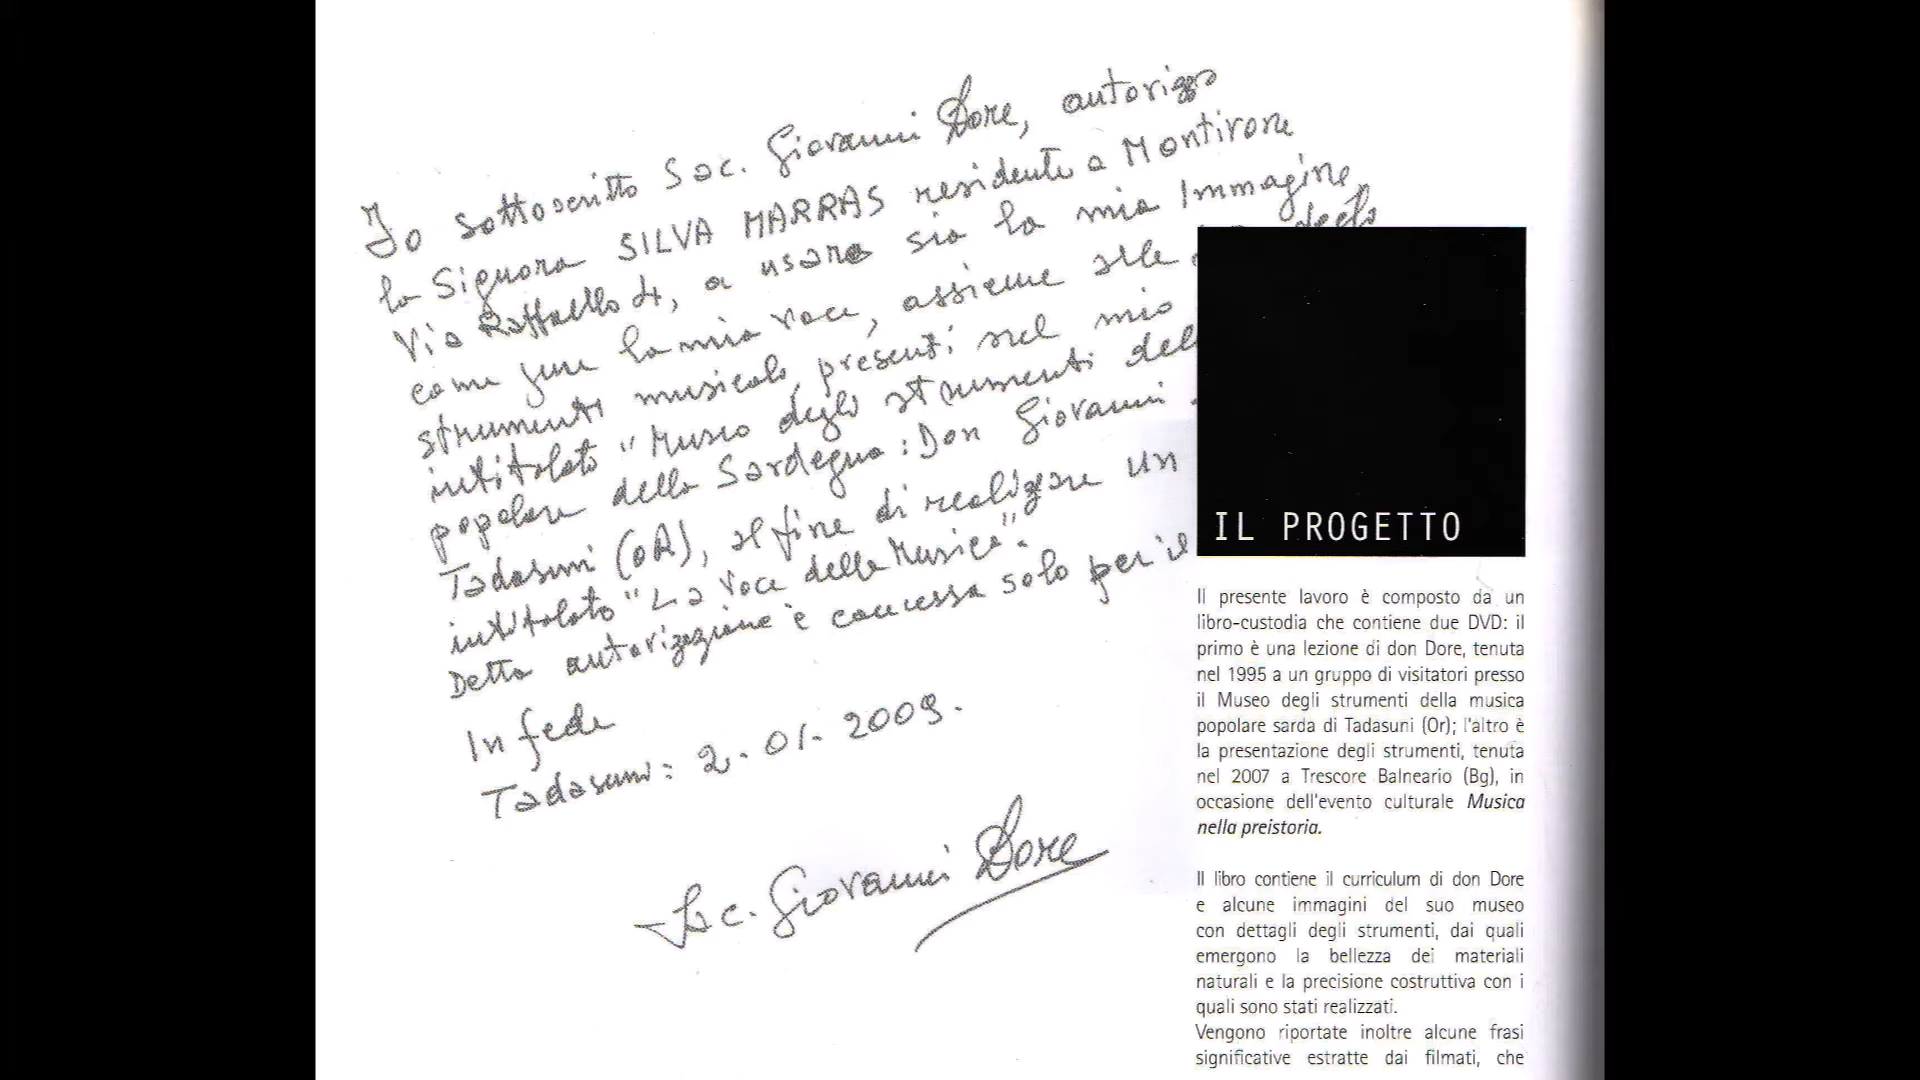 Io sottoscritto Sac. Giovanni Dore, autorizzo
la Signora SILVA MARRAS residente a Montirone
Via Raffaello 4, a usare sia la mia Immagine,
come pure la mia voce, assieme alle
strumenti musicali, presenti nel mio
intitolato "Museo degli strumenti della
popolare della Sardegna: Don Giovanni
Tadasuni (OR), al fine di realizzare un
intitolato "La Voce della Musica".
Detta autorizzazione è concessa solo per il
In fede
Tadasuni: 2.01.2009.
Sac. Giovanni Dore
IL PROGETTO
Il presente lavoro è composto da un
libro-custodia che contiene due DVD: il
primo è una lezione di don Dore, tenuta
nel 1995 a un gruppo di visitatori presso
il Museo degli strumenti della musica
popolare sarda di Tadasuni (Or); l'altro è
la presentazione degli strumenti, tenuta
nel 2007 a Trescore Balneario (Bg), in
occasione dell'evento culturale Musica
nella preistoria.
Il libro contiene il curriculum di don Dore
e alcune immagini del suo museo
con dettagli degli strumenti, dai quali
emergono la bellezza dei materiali
naturali e la precisione costruttiva con i
quali sono stati realizzati.
Vengono riportate inoltre alcune frasi
significative estratte dai filmati, che